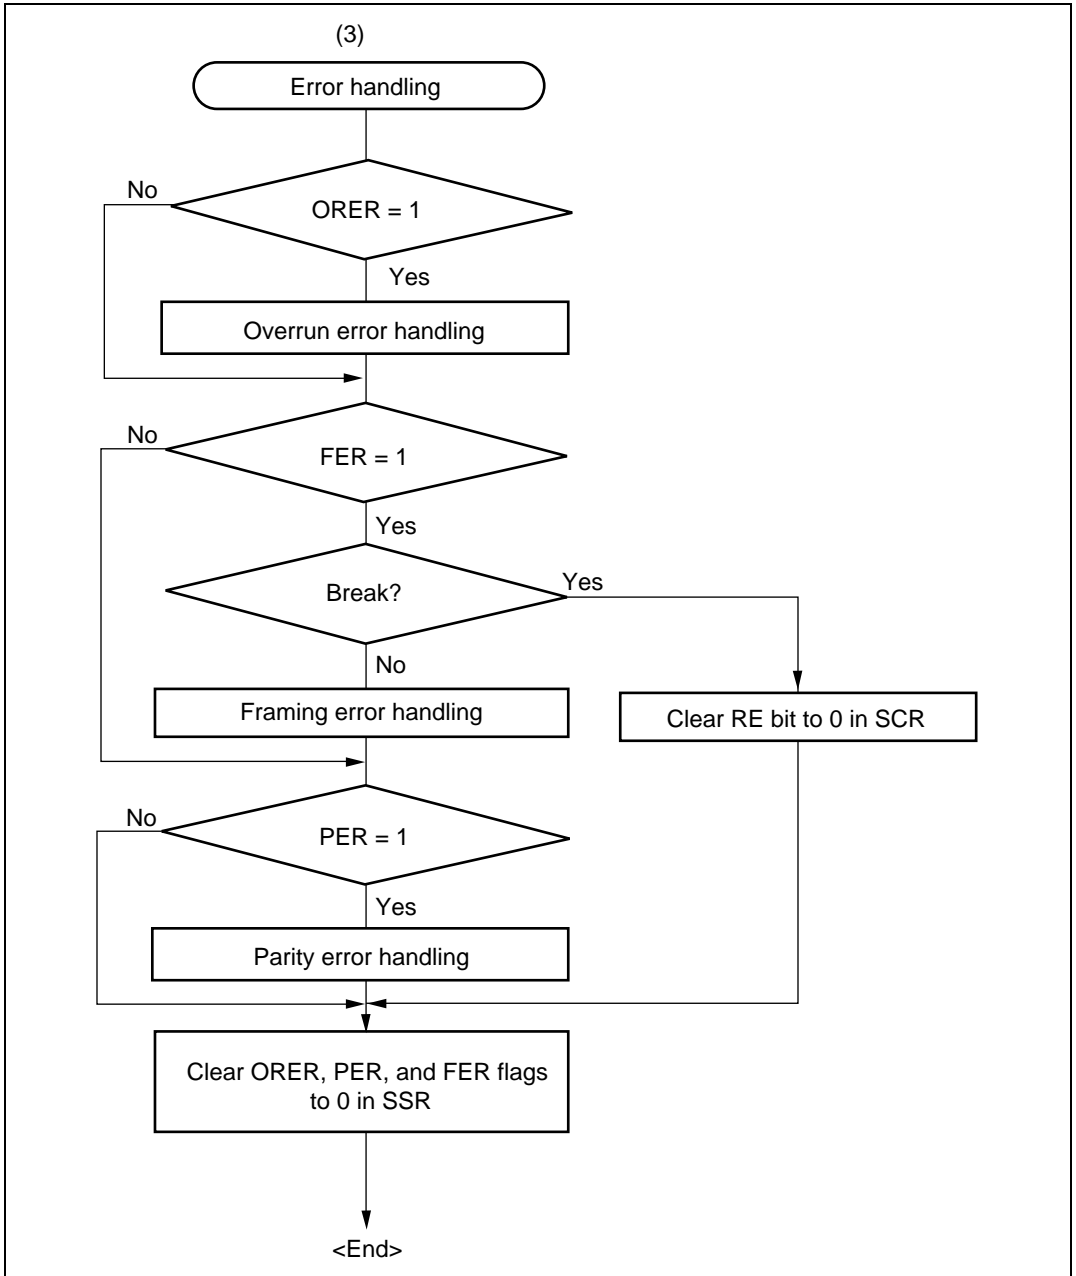 (3)
Error handling
No
ORER = 1
Yes
Overrun error handling
No
FER = 1
Yes
Break?
Yes
No
Framing error handling
Clear RE bit to 0 in SCR
No
PER = 1
Yes
Parity error handling
Clear ORER, PER, and FER flags
to 0 in SSR
<End>